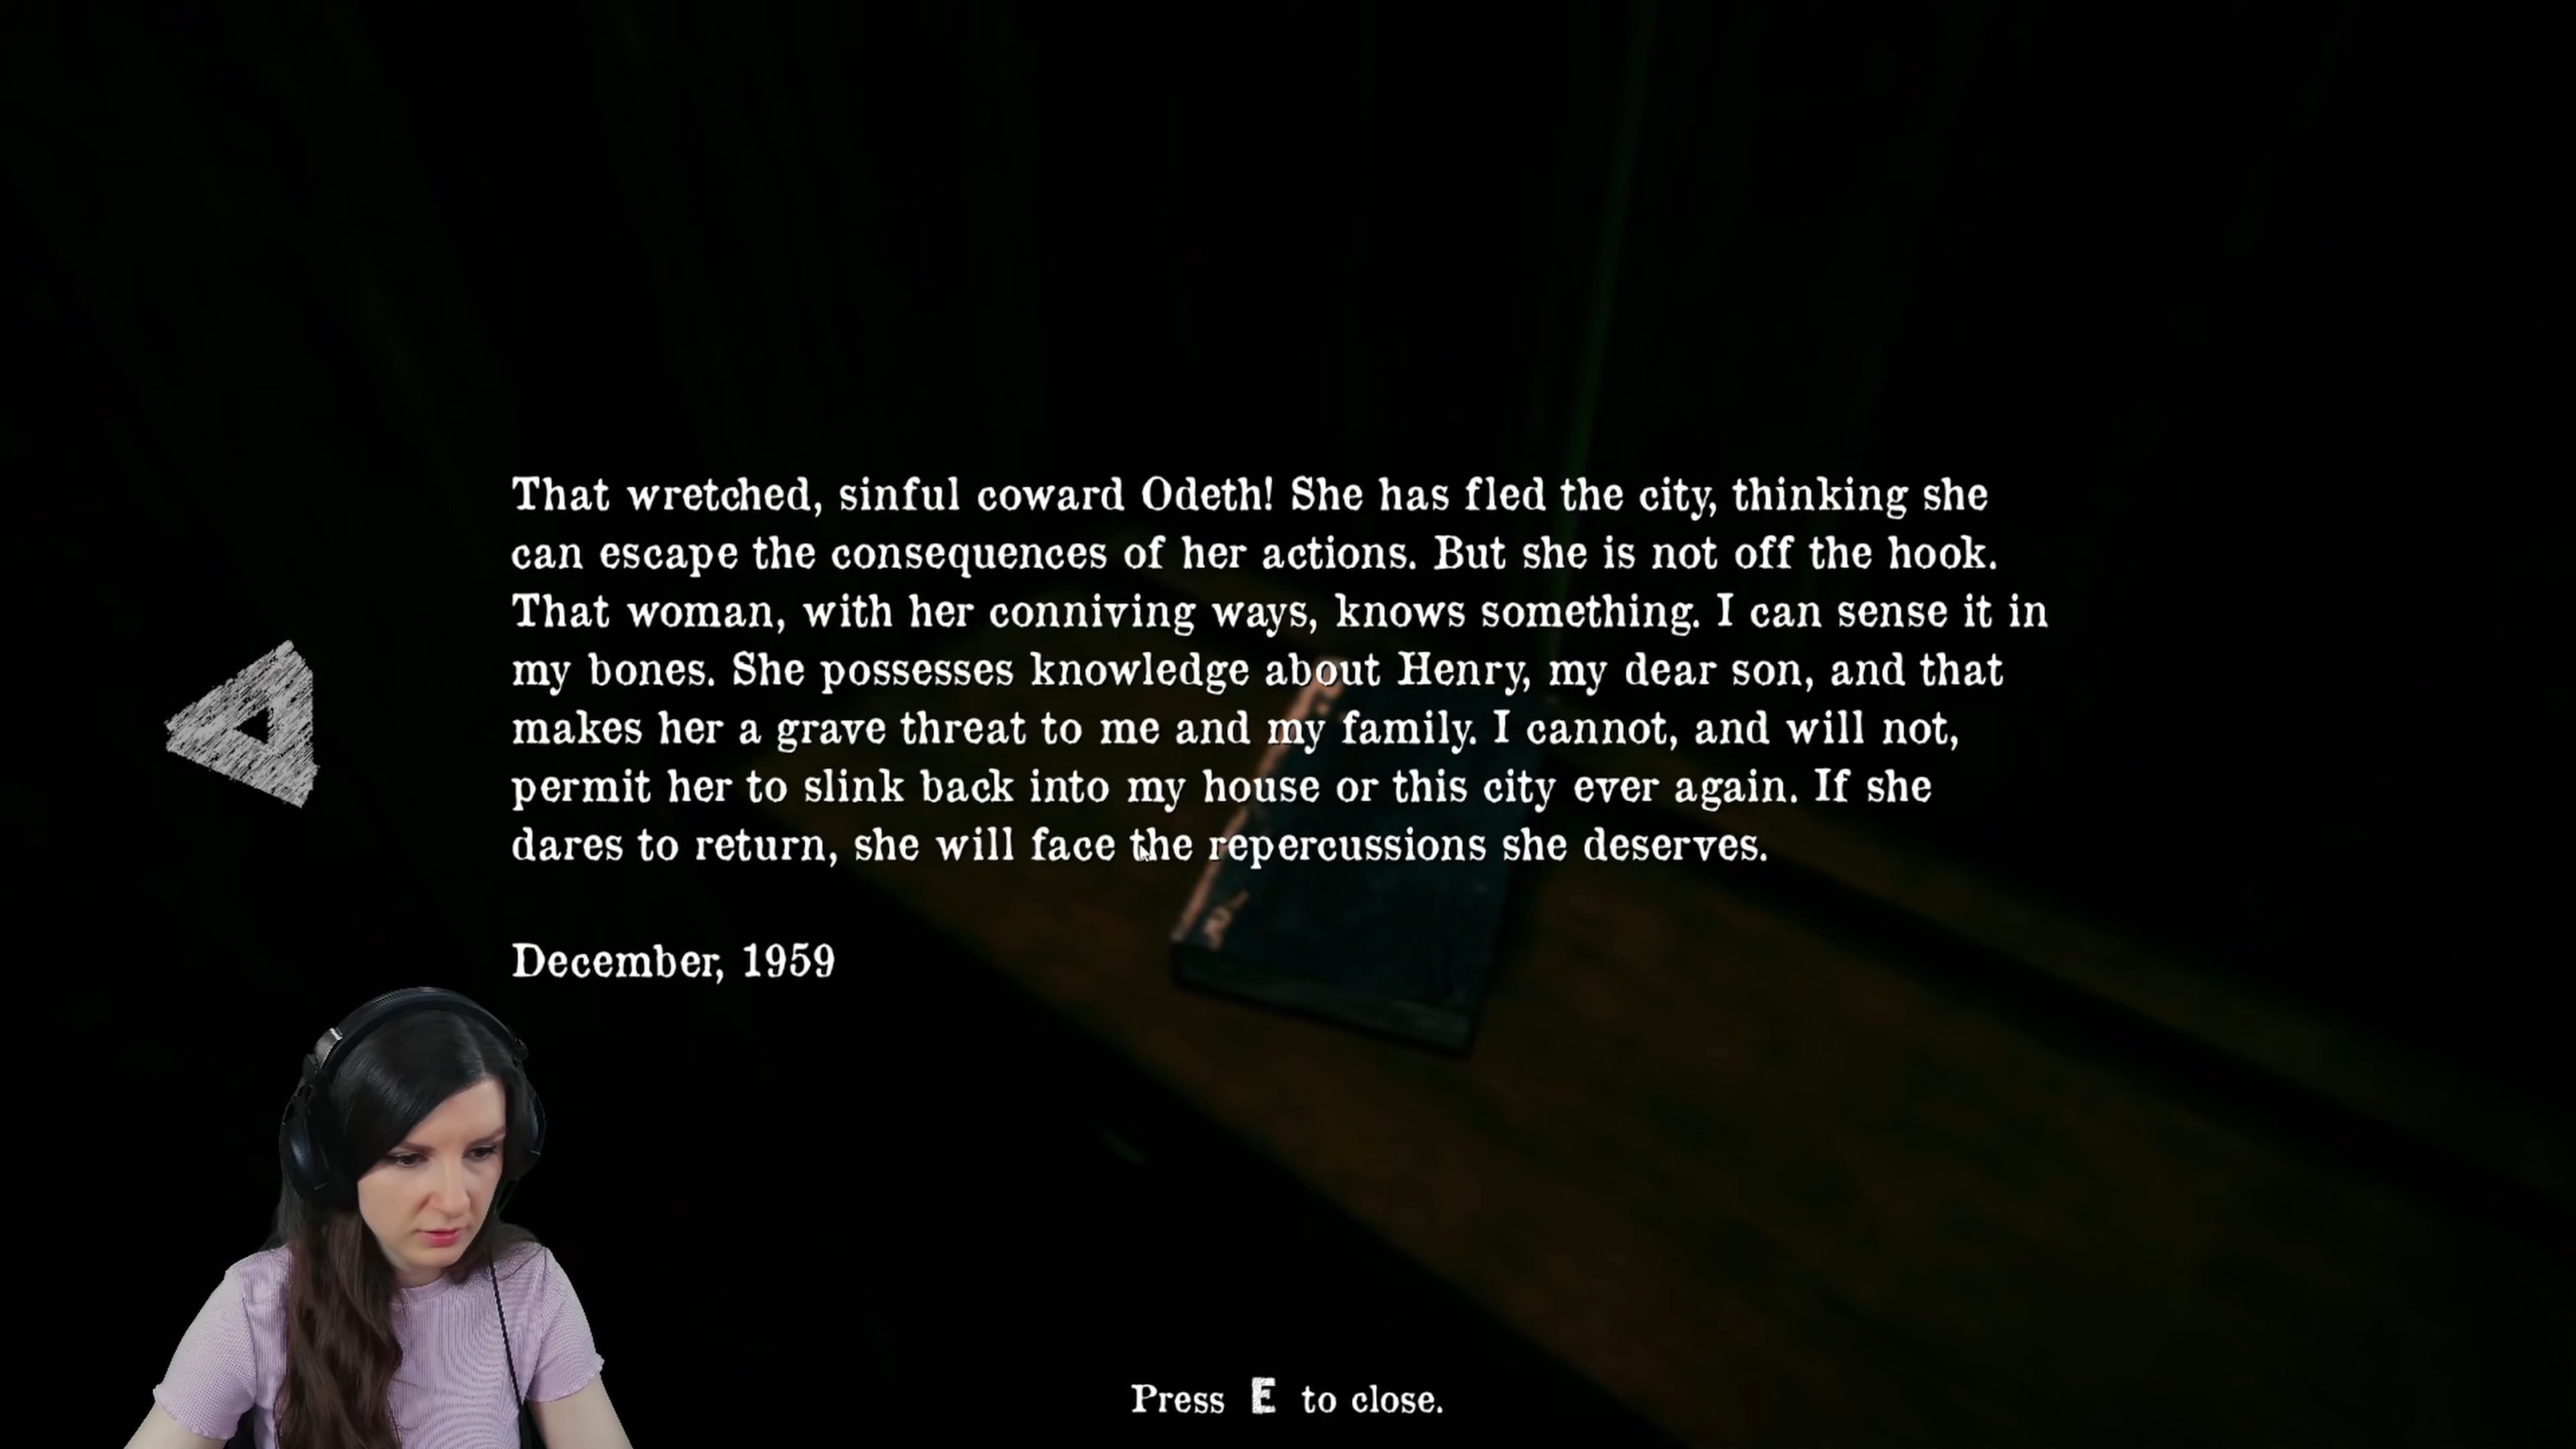 That wretched, sinful coward Odeth! She has fled the city, thinking she
can escape the consequences of her actions. But she is not off the hook.
That woman, with her conniving ways, knows something. I can sense it in
my bones. She possesses knowledge about Henry, my dear son, and that
makes her a grave threat to me and my family. I cannot, and will not,
permit her to slink back into my house or this city ever again. If she
dares to return, she will face the repercussions she deserves.
December, 1959
Press E to close.